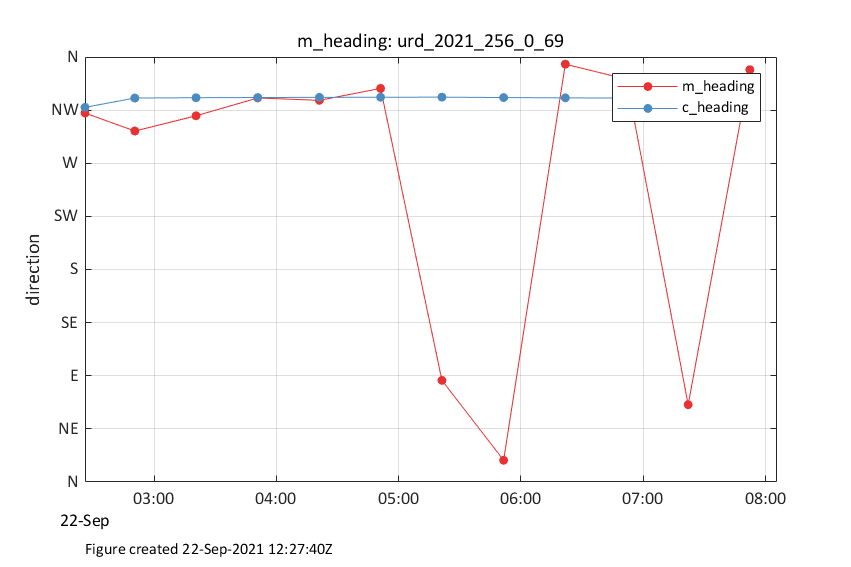 m_heading: urd_2021_256_0_69
N
NW
W
SW
S
SE
E
NE
N
direction
m_heading
c_heading
03:00 04:00 05:00 06:00 07:00 08:00
22-Sep
Figure created 22-Sep-2021 12:27:40Z